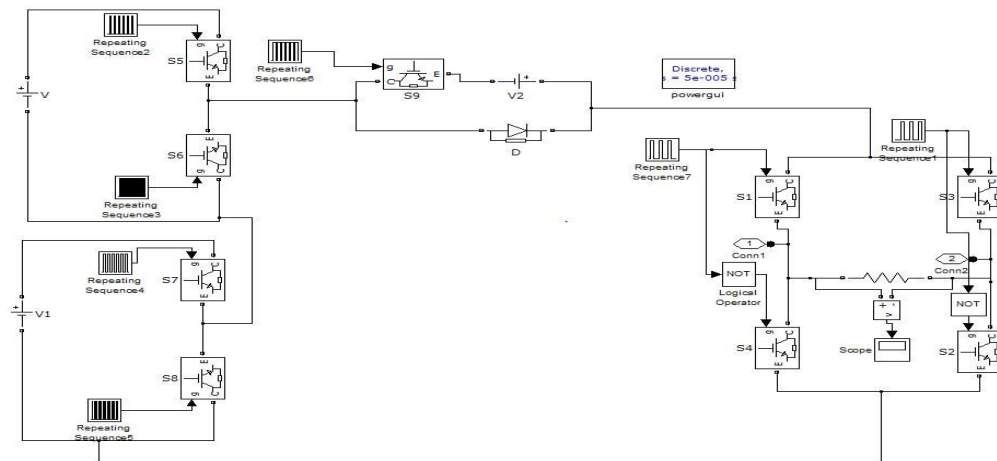 Repeating
Sequence2
g
C
S5
E
+
V
E
S6
g
C
Repeating
Sequence3
Repeating
Sequence6
g
C
E
S9
+
V2
D
Discrete,
s = 5e-005 s
powergui
Repeating
Sequence7
g
C
S1
E
Repeating
Sequence1
g
C
S3
E
1
Conn1
2
Conn2
NOT
Logical
Operator
NOT
+
-
v
Scope
g
C
S4
E
g
C
S2
E
Repeating
Sequence4
g
C
S7
E
+
V1
E
S8
g
C
Repeating
Sequence5